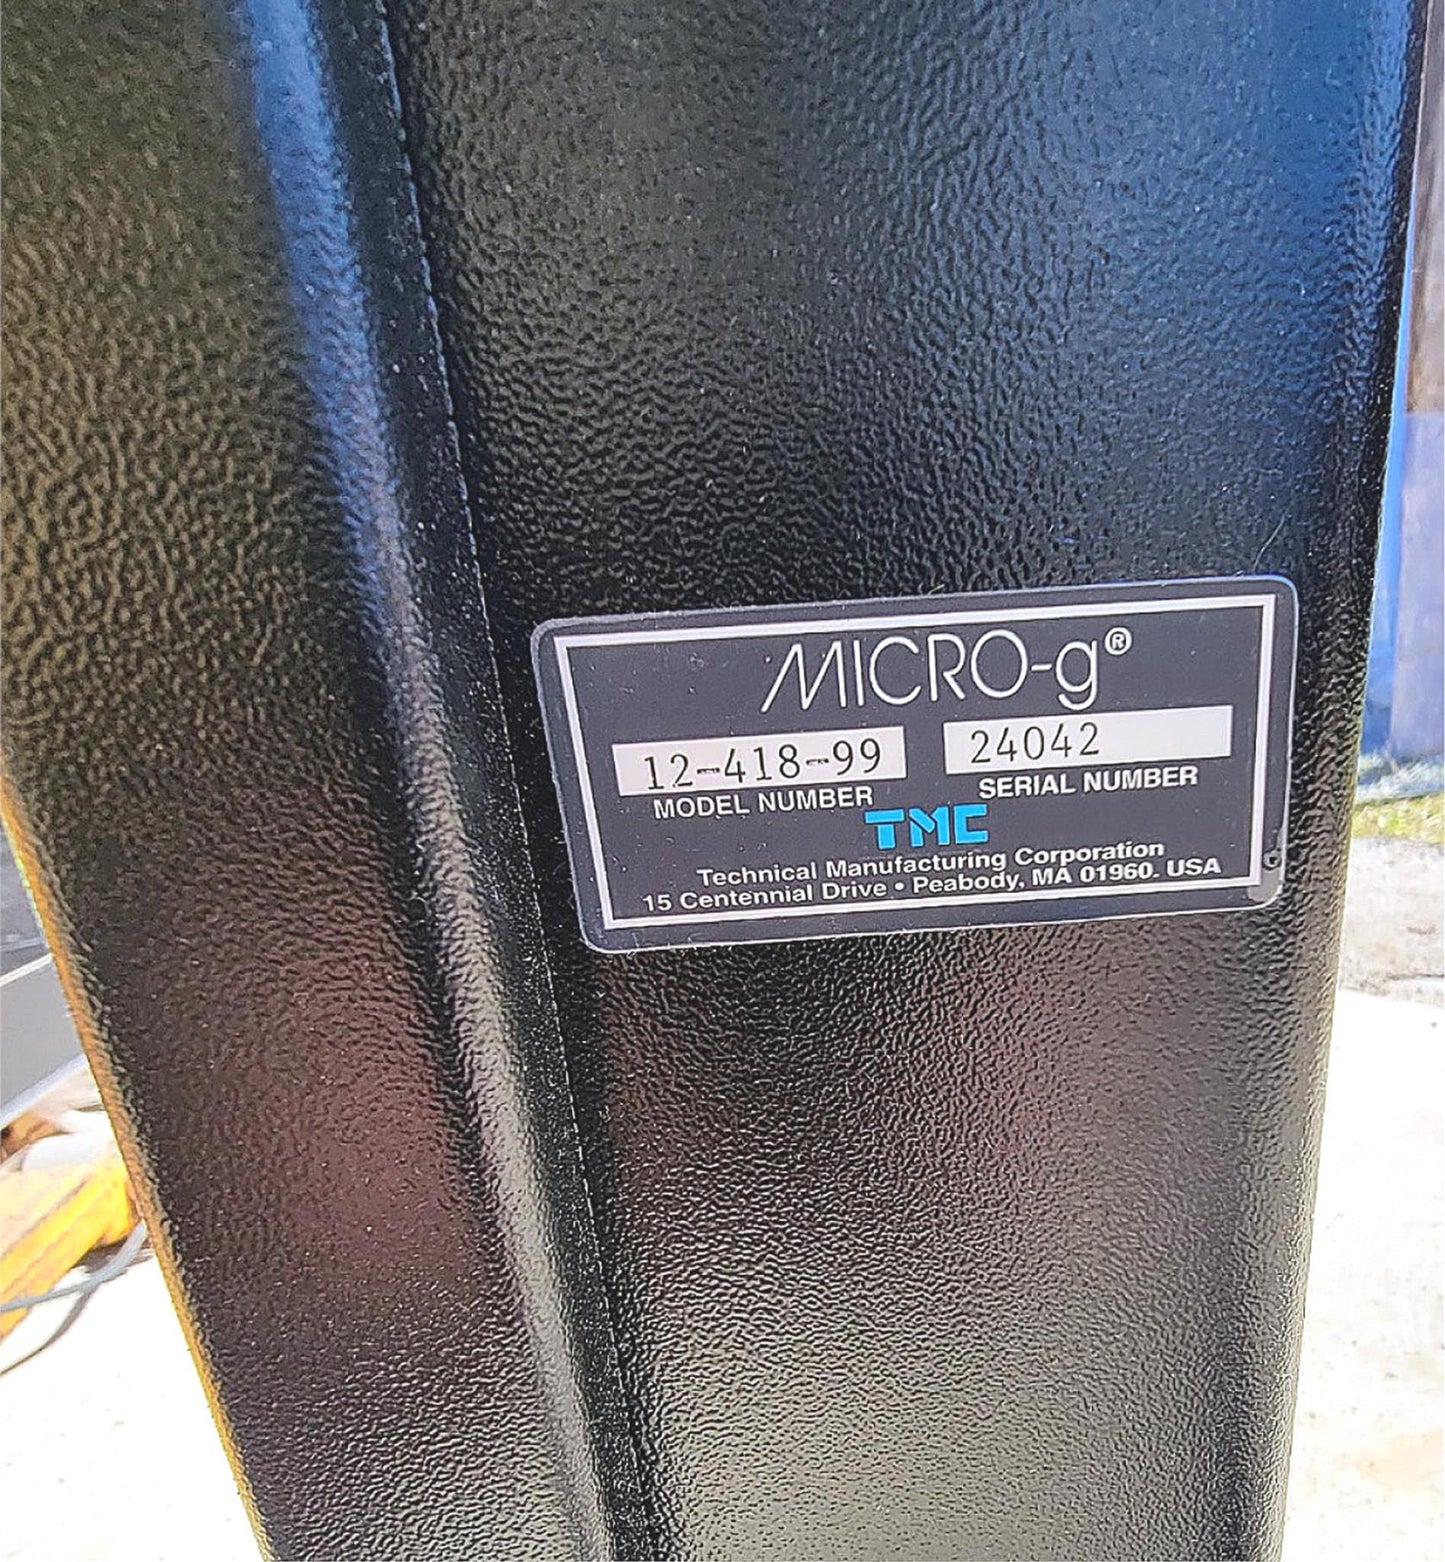 MICRO-g®
12-418-99 24042
MODEL NUMBER SERIAL NUMBER
TMC
Technical Manufacturing Corporation
15 Centennial Drive • Peabody, MA 01960. USA